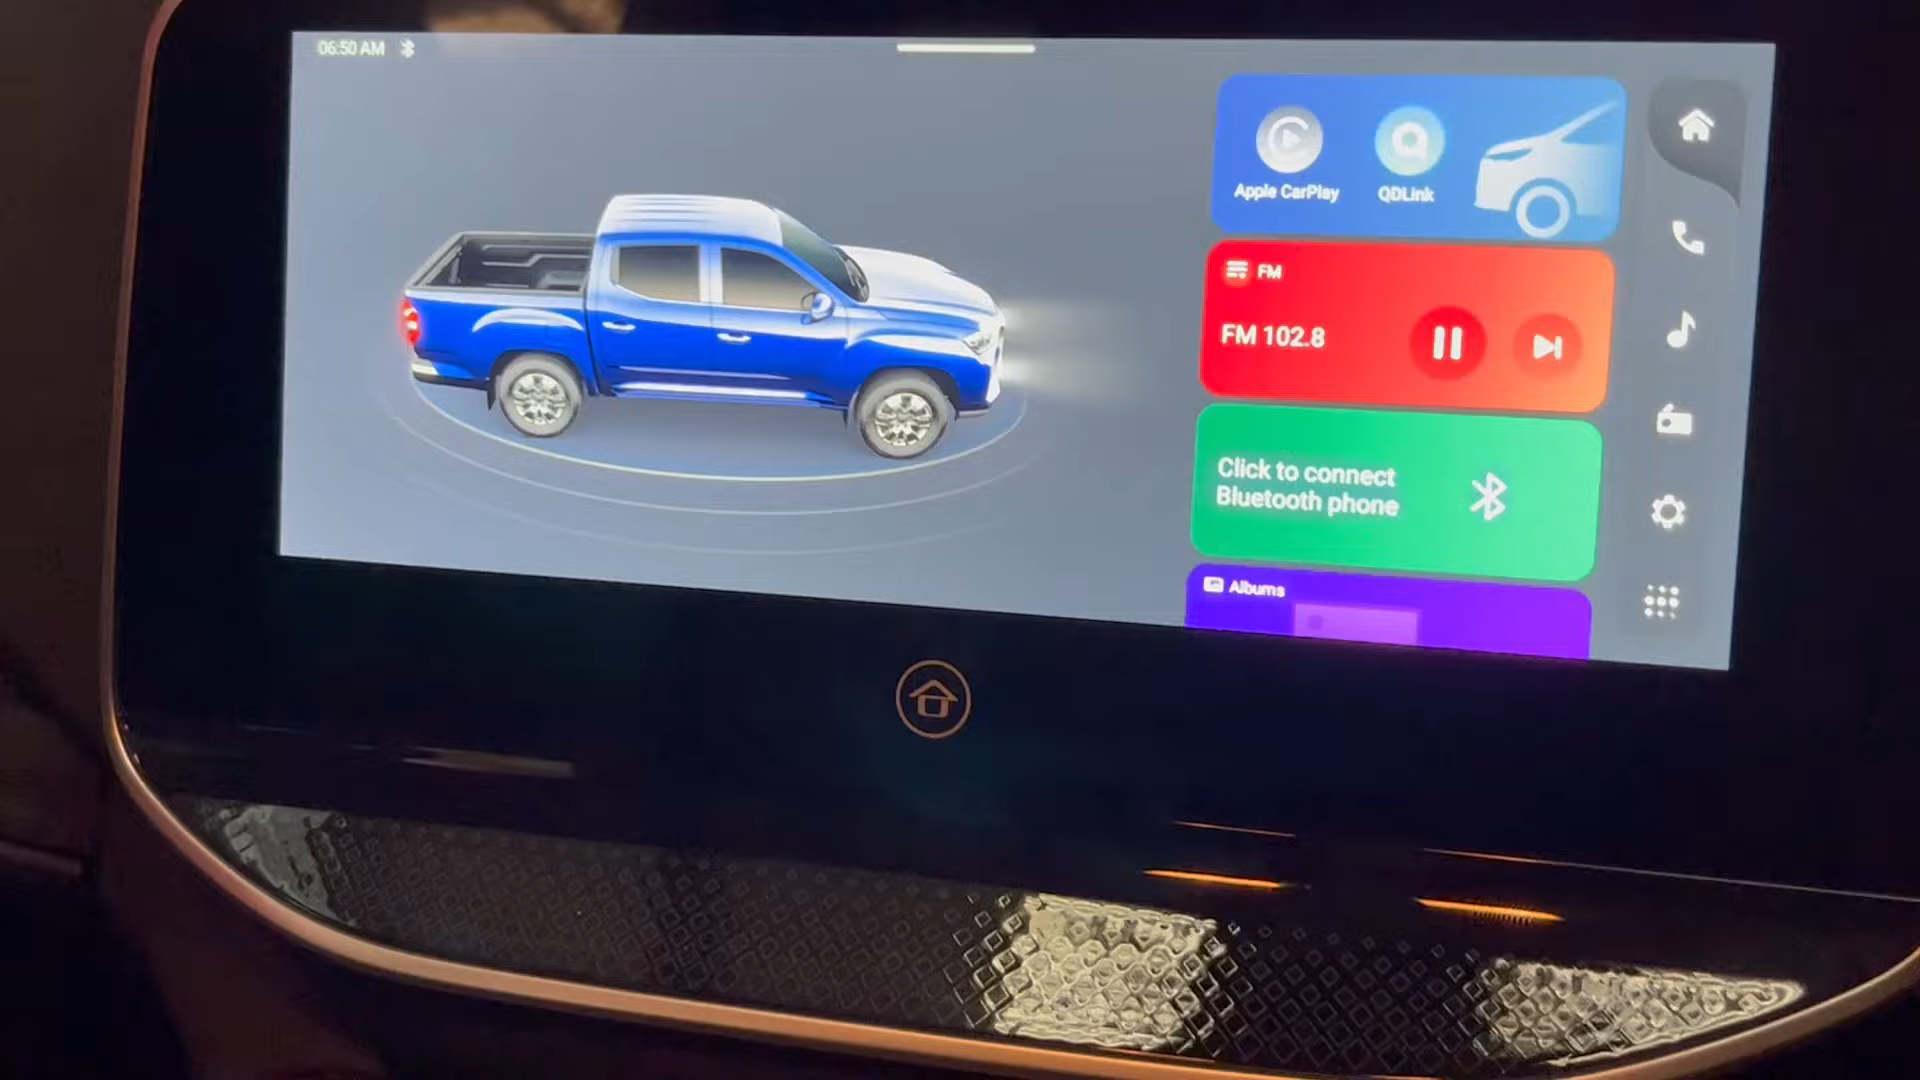 06:50 AM
Apple CarPlay
QDLink
FM
FM 102.8
Click to connect
Bluetooth phone
Albums